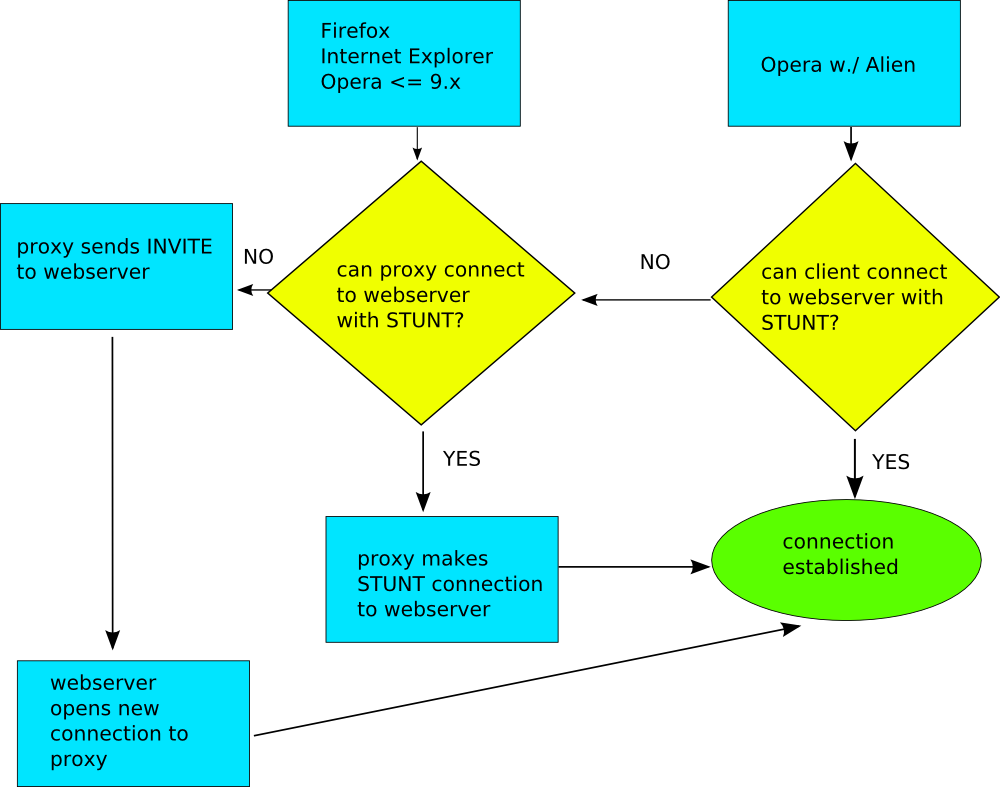 Firefox
Internet Explorer
Opera <= 9.x
Opera w./ Alien
proxy sends INVITE
to webserver
NO
can proxy connect
to webserver
with STUNT?
NO
can client connect
to webserver with
STUNT?
YES
YES
proxy makes
STUNT connection
to webserver
connection
established
webserver
opens new
connection to
proxy